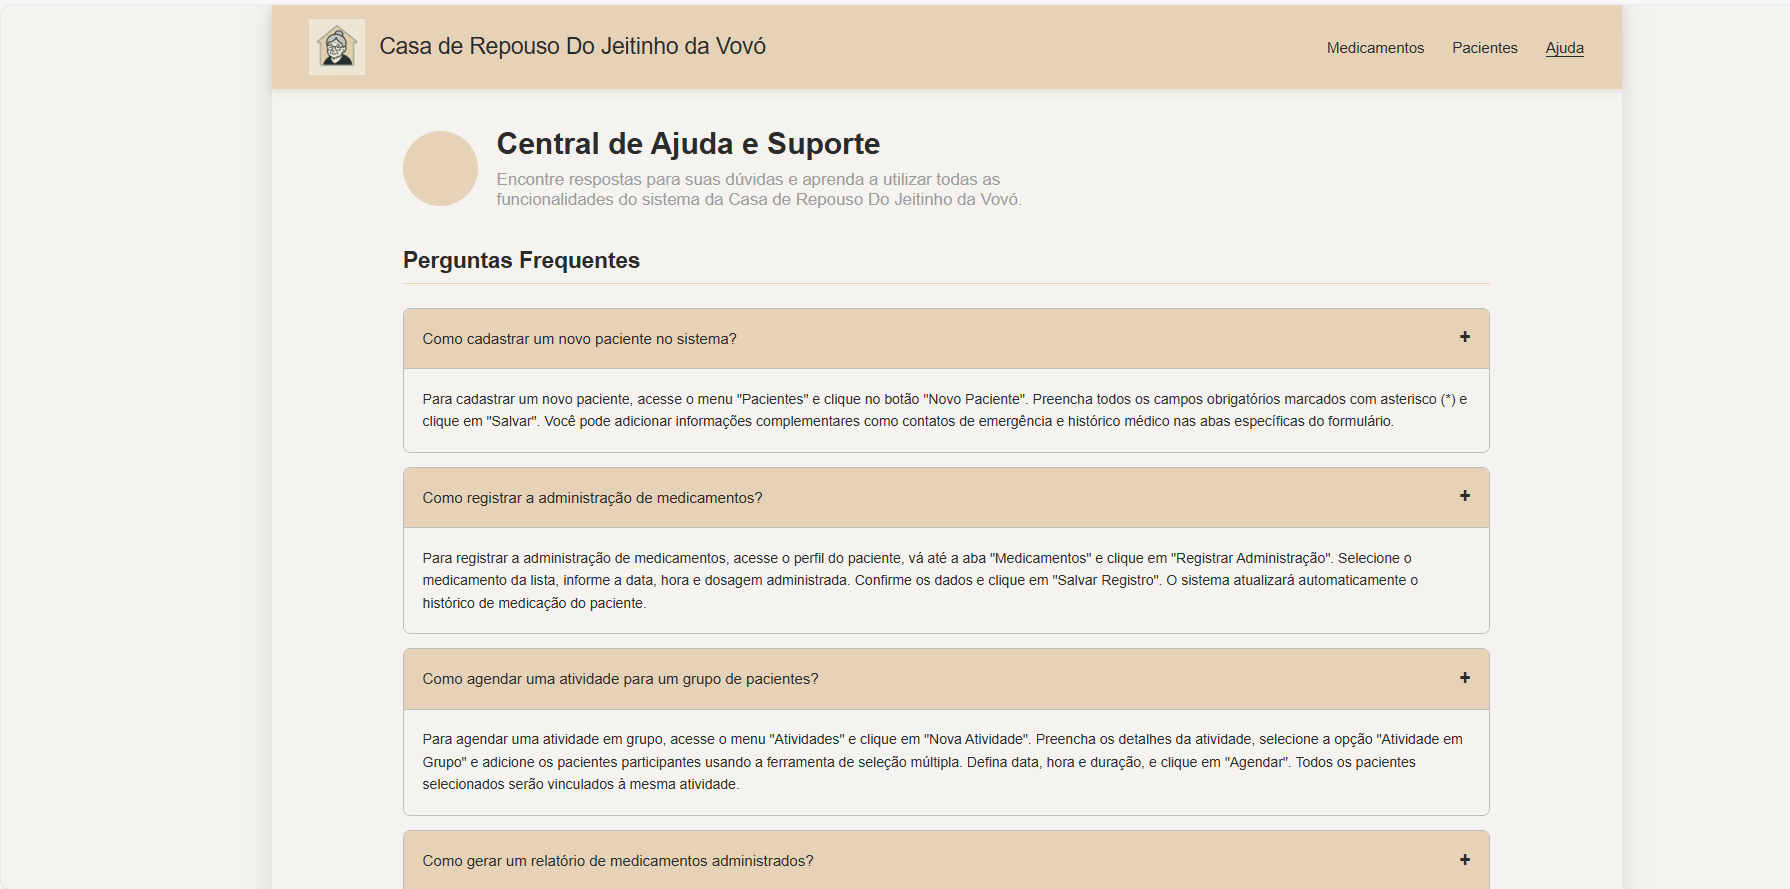 Casa de Repouso Do Jeitinho da Vovó
Medicamentos Pacientes Ajuda
Central de Ajuda e Suporte
Encontre respostas para suas dúvidas e aprenda a utilizar todas as
funcionalidades do sistema da Casa de Repouso Do Jeitinho da Vovó.
Perguntas Frequentes
Como cadastrar um novo paciente no sistema? +
Para cadastrar um novo paciente, acesse o menu "Pacientes" e clique no botão "Novo Paciente". Preencha todos os campos obrigatórios marcados com asterisco (*) e
clique em "Salvar". Você pode adicionar informações complementares como contatos de emergência e histórico médico nas abas específicas do formulário.
Como registrar a administração de medicamentos? +
Para registrar a administração de medicamentos, acesse o perfil do paciente, vá até a aba "Medicamentos" e clique em "Registrar Administração". Selecione o
medicamento da lista, informe a data, hora e dosagem administrada. Confirme os dados e clique em "Salvar Registro". O sistema atualizará automaticamente o
histórico de medicação do paciente.
Como agendar uma atividade para um grupo de pacientes? +
Para agendar uma atividade em grupo, acesse o menu "Atividades" e clique em "Nova Atividade". Preencha os detalhes da atividade, selecione a opção "Atividade em
Grupo" e adicione os pacientes participantes usando a ferramenta de seleção múltipla. Defina data, hora e duração, e clique em "Agendar". Todos os pacientes
selecionados serão vinculados à mesma atividade.
Como gerar um relatório de medicamentos administrados? +